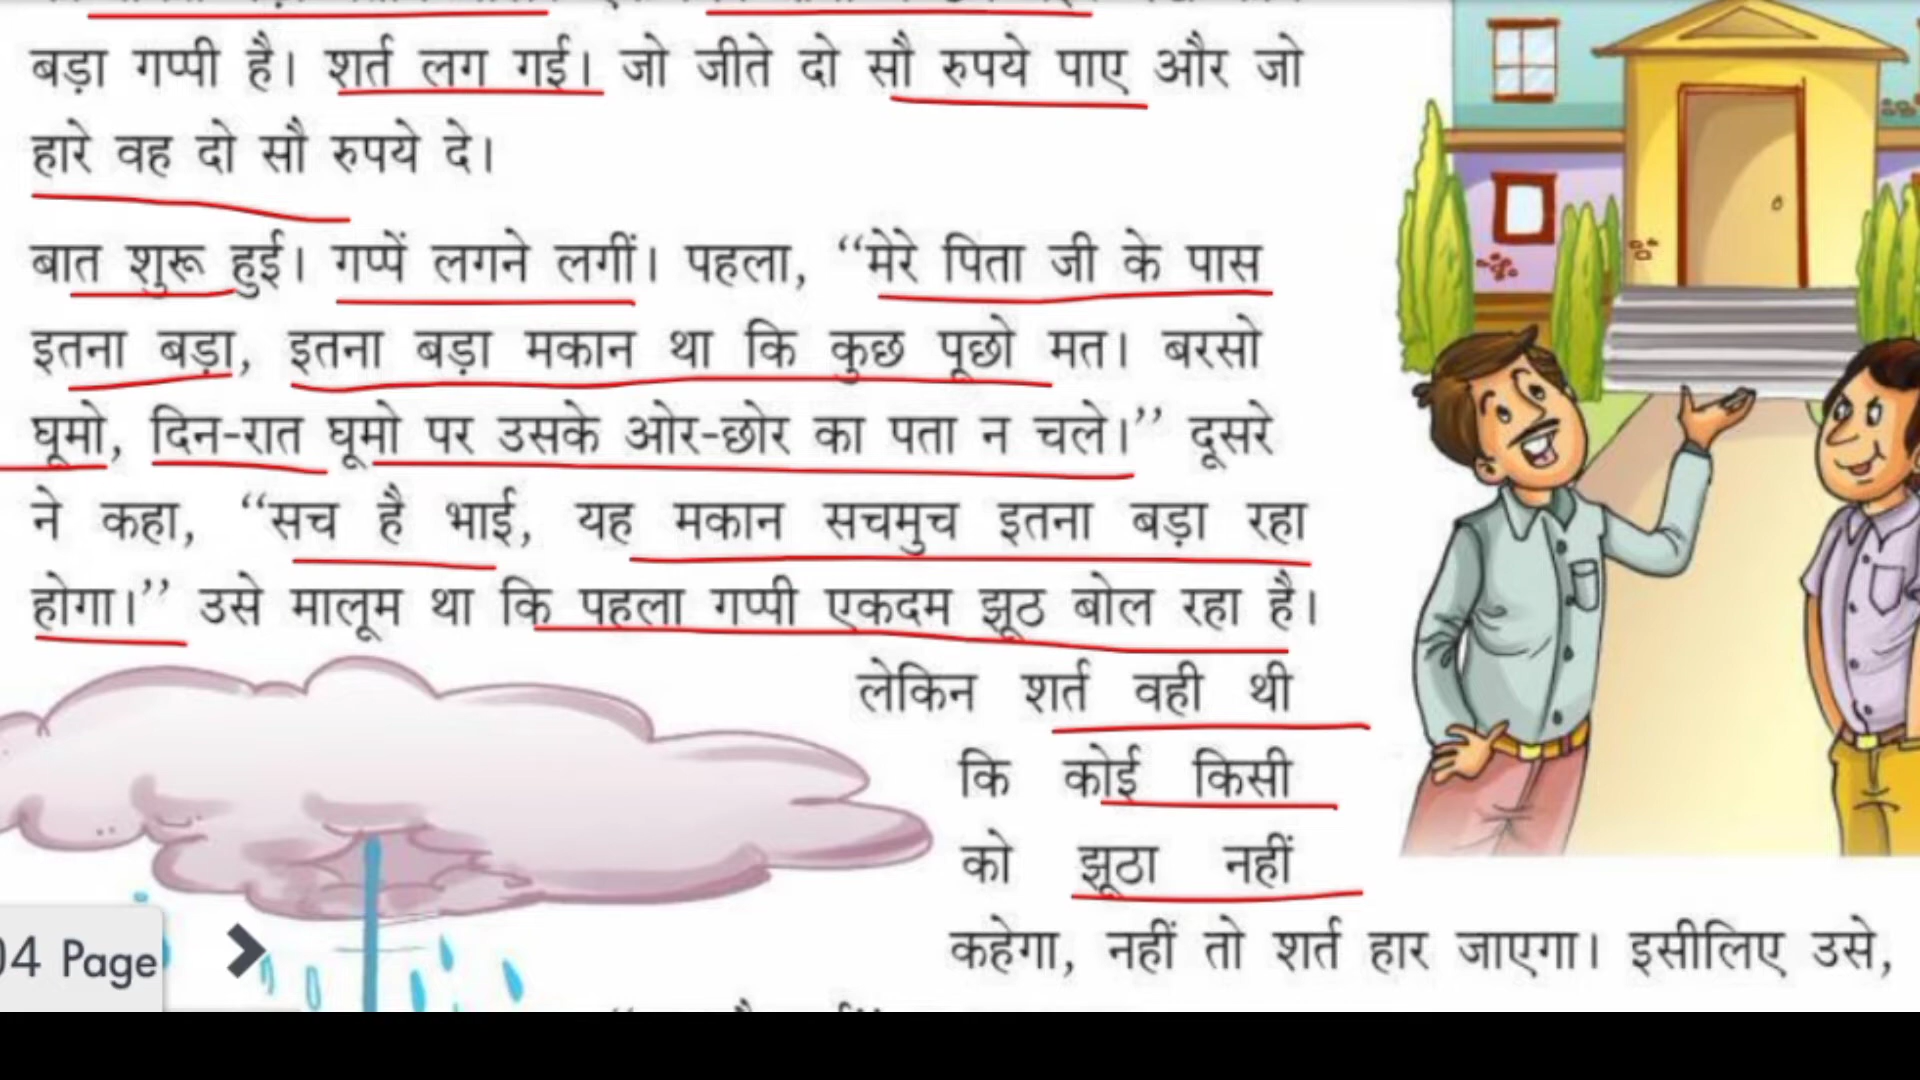 बड़ा गप्पी है। शर्त लग गई। जो जीते दो सौ रुपये पाए और जो
हारे वह दो सौ रुपये दे।
बात शुरू हुई। गप्पें लगने लगीं। पहला, “मेरे पिता जी के पास
इतना बड़ा, इतना बड़ा मकान था कि कुछ पूछो मत। बरसो
घूमो, दिन-रात घूमो पर उसके ओर-छोर का पता न चले।” दूसरे
ने कहा, “सच है भाई, यह मकान सचमुच इतना बड़ा रहा
होगा।” उसे मालूम था कि पहला गप्पी एकदम झूठ बोल रहा है।
लेकिन शर्त वही थी
कि कोई किसी
को झूठा नहीं
कहेगा, नहीं तो शर्त हार जाएगा। इसीलिए उसे,
04 Page